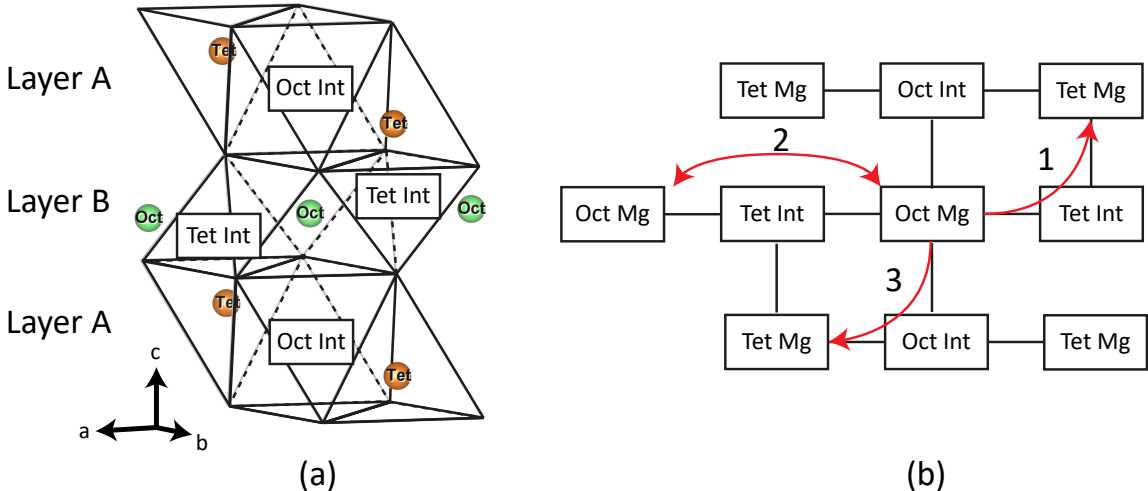 Layer A
Tet
Oct Int
Tet
Layer B
Oct
Tet Int
Oct
Tet Int
Oct
Layer A
Tet
Oct Int
Tet
c
a
b
(a)
Tet Mg
Oct Int
Tet Mg
2
1
Oct Mg
Tet Int
Oct Mg
Tet Int
3
Tet Mg
Oct Int
Tet Mg
(b)